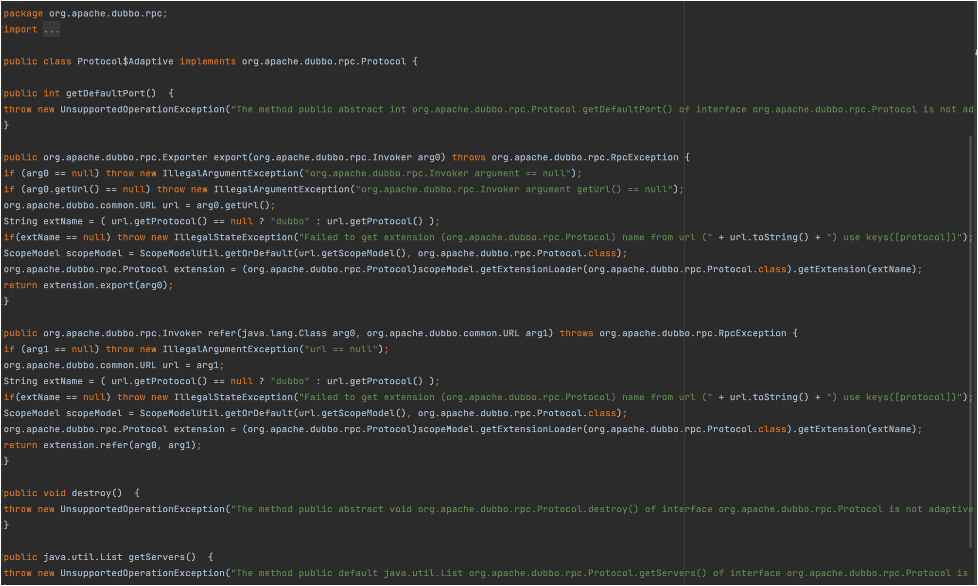 package org.apache.dubbo.rpc;
import ...
public class Protocol$Adaptive implements org.apache.dubbo.rpc.Protocol {
public int getDefaultPort()  {
throw new UnsupportedOperationException("The method public abstract int org.apache.dubbo.rpc.Protocol.getDefaultPort() of interface org.apache.dubbo.rpc.Protocol is not ad
}
public org.apache.dubbo.rpc.Exporter export(org.apache.dubbo.rpc.Invoker arg0) throws org.apache.dubbo.rpc.RpcException {
if (arg0 == null) throw new IllegalArgumentException("org.apache.dubbo.rpc.Invoker argument == null");
if (arg0.getUrl() == null) throw new IllegalArgumentException("org.apache.dubbo.rpc.Invoker argument getUrl() == null");
org.apache.dubbo.common.URL url = arg0.getUrl();
String extName = ( url.getProtocol() == null ? "dubbo" : url.getProtocol() );
if(extName == null) throw new IllegalStateException("Failed to get extension (org.apache.dubbo.rpc.Protocol) name from url (" + url.toString() + ") use keys([protocol])");
ScopeModel scopeModel = ScopeModelUtil.getOrDefault(url.getScopeModel(), org.apache.dubbo.rpc.Protocol.class);
org.apache.dubbo.rpc.Protocol extension = (org.apache.dubbo.rpc.Protocol)scopeModel.getExtensionLoader(org.apache.dubbo.rpc.Protocol.class).getExtension(extName);
return extension.export(arg0);
}
public org.apache.dubbo.rpc.Invoker refer(java.lang.Class arg0, org.apache.dubbo.common.URL arg1) throws org.apache.dubbo.rpc.RpcException {
if (arg1 == null) throw new IllegalArgumentException("url == null");
org.apache.dubbo.common.URL url = arg1;
String extName = ( url.getProtocol() == null ? "dubbo" : url.getProtocol() );
if(extName == null) throw new IllegalStateException("Failed to get extension (org.apache.dubbo.rpc.Protocol) name from url (" + url.toString() + ") use keys([protocol])");
ScopeModel scopeModel = ScopeModelUtil.getOrDefault(url.getScopeModel(), org.apache.dubbo.rpc.Protocol.class);
org.apache.dubbo.rpc.Protocol extension = (org.apache.dubbo.rpc.Protocol)scopeModel.getExtensionLoader(org.apache.dubbo.rpc.Protocol.class).getExtension(extName);
return extension.refer(arg0, arg1);
}
public void destroy()  {
throw new UnsupportedOperationException("The method public abstract void org.apache.dubbo.rpc.Protocol.destroy() of interface org.apache.dubbo.rpc.Protocol is not adaptive
}
public java.util.List getServers()  {
throw new UnsupportedOperationException("The method public default java.util.List org.apache.dubbo.rpc.Protocol.getServers() of interface org.apache.dubbo.rpc.Protocol is